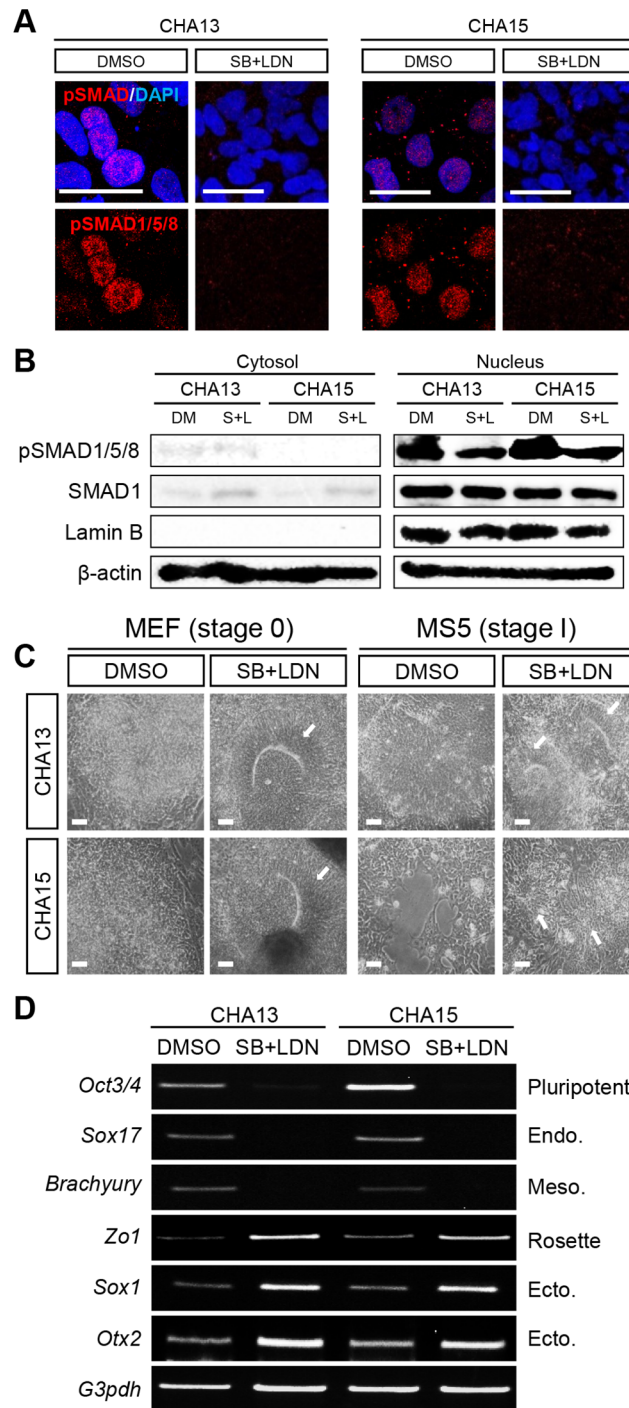 A
CHA13 CHA15
DMSO SB+LDN DMSO SB+LDN
pSMAD/DAPI
pSMAD1/5/8
B
Cytosol Nucleus
CHA13 CHA15 CHA13 CHA15
DM S+L DM S+L DM S+L DM S+L
pSMAD1/5/8
SMAD1
Lamin B
β-actin
MEF (stage 0) MS5 (stage I)
C
DMSO SB+LDN DMSO SB+LDN
CHA13
CHA15
D
CHA13 CHA15
DMSO SB+LDN DMSO SB+LDN
Oct3/4 Pluripotent
Sox17 Endo.
Brachyury Meso.
Zo1 Rosette
Sox1 Ecto.
Otx2 Ecto.
G3pdh